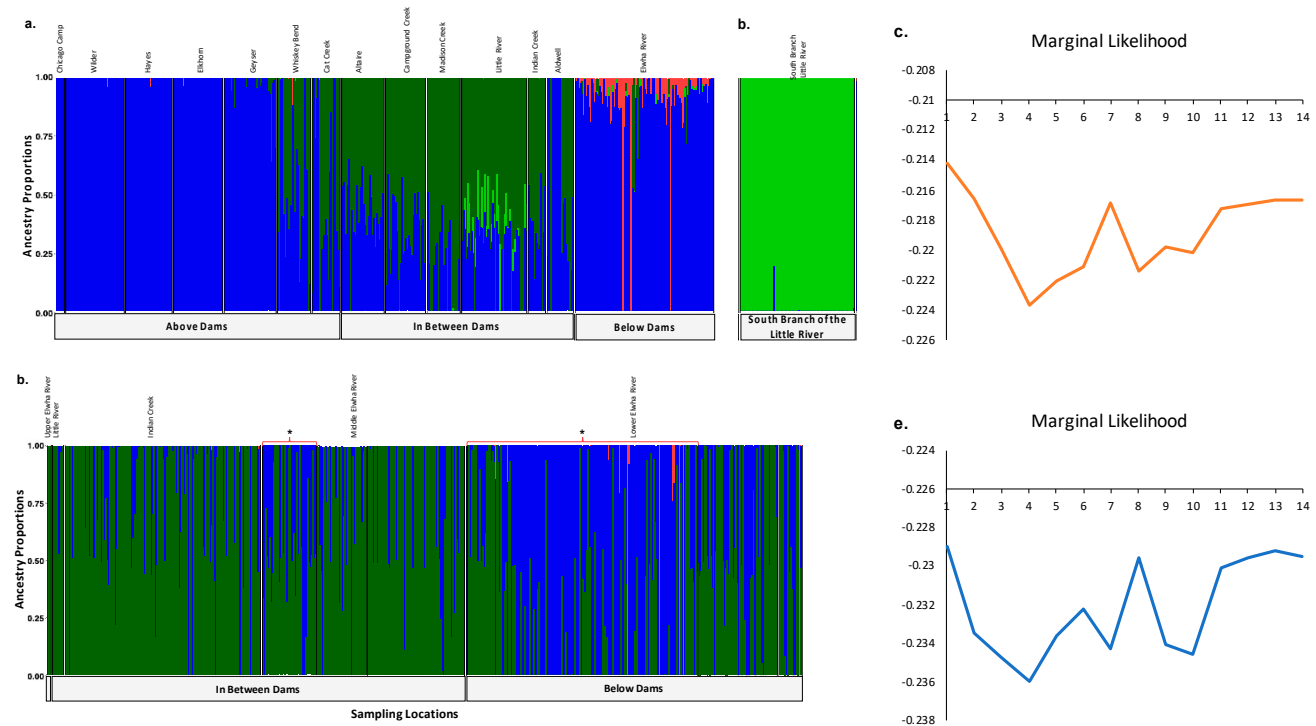 a.
Chicago Camp
Wilder
Hayes
Elkhorn
Geyser
Whiskey Bend
Cat Creek
Altaire
Campground Creek
Madison Creek
Little River
Indian Creek
Aldwell
Elwha River
1.00
0.75
0.50
0.25
0.00
Ancestry Proportions
Above Dams
In Between Dams
Below Dams
b.
South Branch
Little River
South Branch of the
Little River
c.
Marginal Likelihood
-0.208
-0.21
-0.212
-0.214
-0.216
-0.218
-0.22
-0.222
-0.224
-0.226
1 2 3 4 5 6 7 8 9 10 11 12 13 14
b.
Upper Elwha River
Little River
Indian Creek
Middle Elwha River
Lower Elwha River
*
*
1.00
0.75
0.50
0.25
0.00
Ancestry Proportions
In Between Dams
Below Dams
Sampling Locations
e.
Marginal Likelihood
-0.224
-0.226
-0.228
-0.23
-0.232
-0.234
-0.236
-0.238
1 2 3 4 5 6 7 8 9 10 11 12 13 14